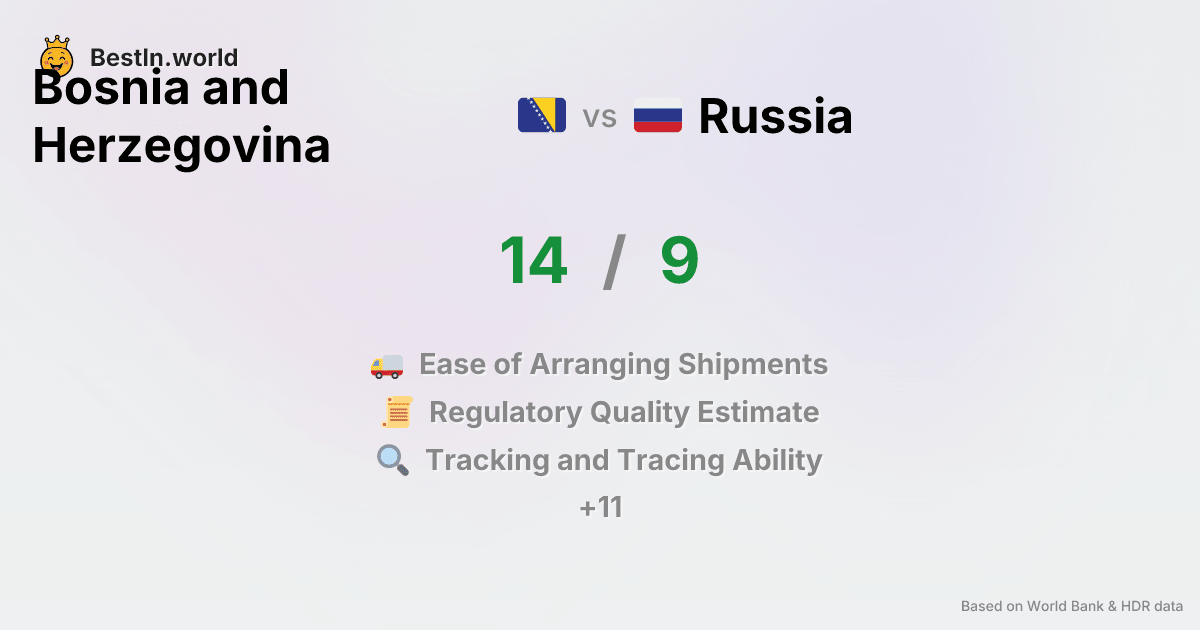 BestIn.world
Bosnia and
Herzegovina
vs
Russia
14 / 9
Ease of Arranging Shipments
Regulatory Quality Estimate
Tracking and Tracing Ability
+11
Based on World Bank & HDR data